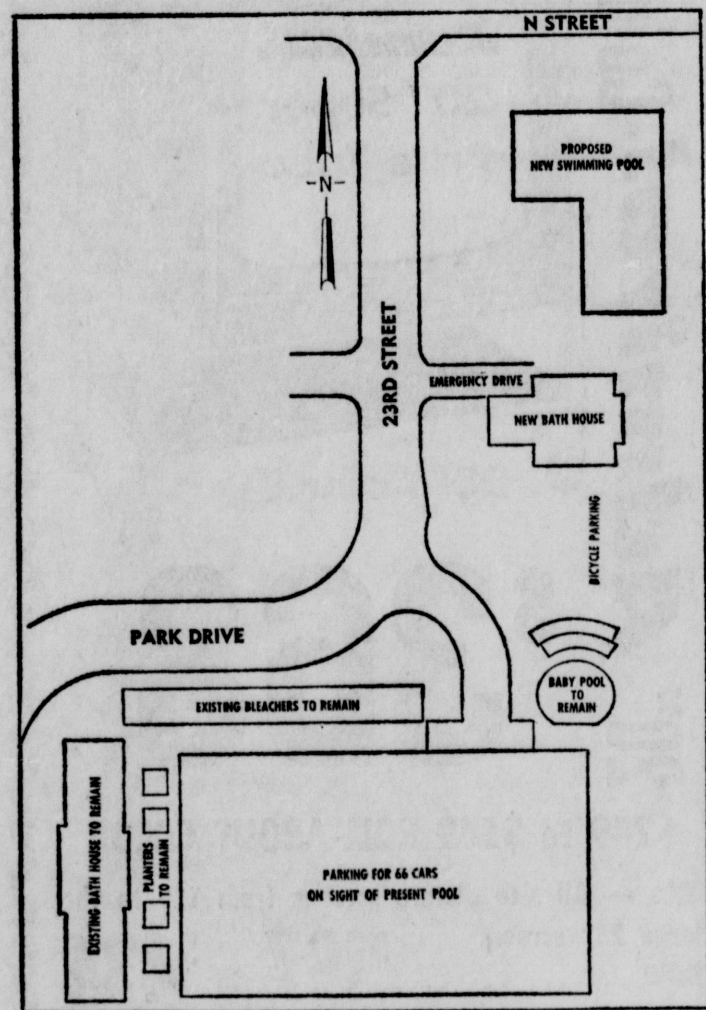 N STREET
PROPOSED
NEW SWIMMING POOL
N
23RD STREET
EMERGENCY DRIVE
NEW BATH HOUSE
BICYCLE PARKING
PARK DRIVE
BABY POOL
TO
REMAIN
EXISTING BLEACHERS TO REMAIN
EXISTING BATH HOUSE TO REMAIN
PLANTERS
TO REMAIN
PARKING FOR 66 CARS
ON SIGHT OF PRESENT POOL